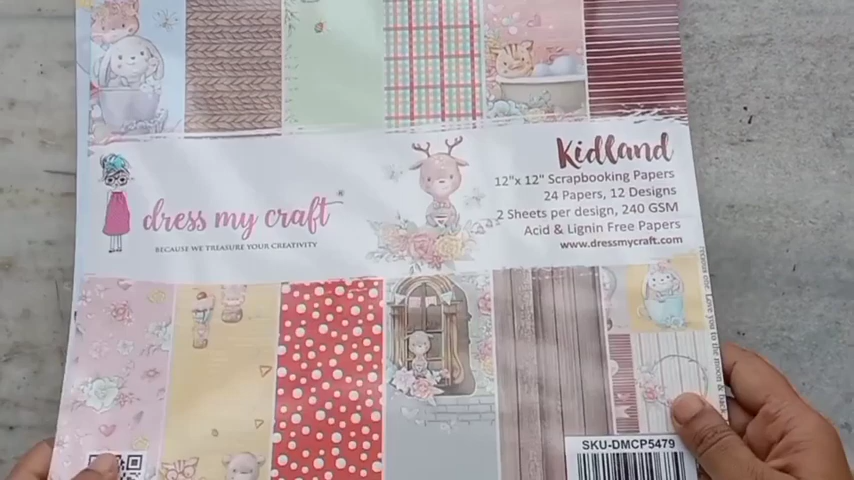 Kidland
12"x 12" Scrapbooking Papers
24 Papers, 12 Designs
2 Sheets per design, 240 GSM
Acid & Lignin Free Papers
www.dressmycraft.com
dress my craft®
BECAUSE WE TREASURE YOUR CREATIVITY
Love you to the moon & back
SKU-DMCP5479